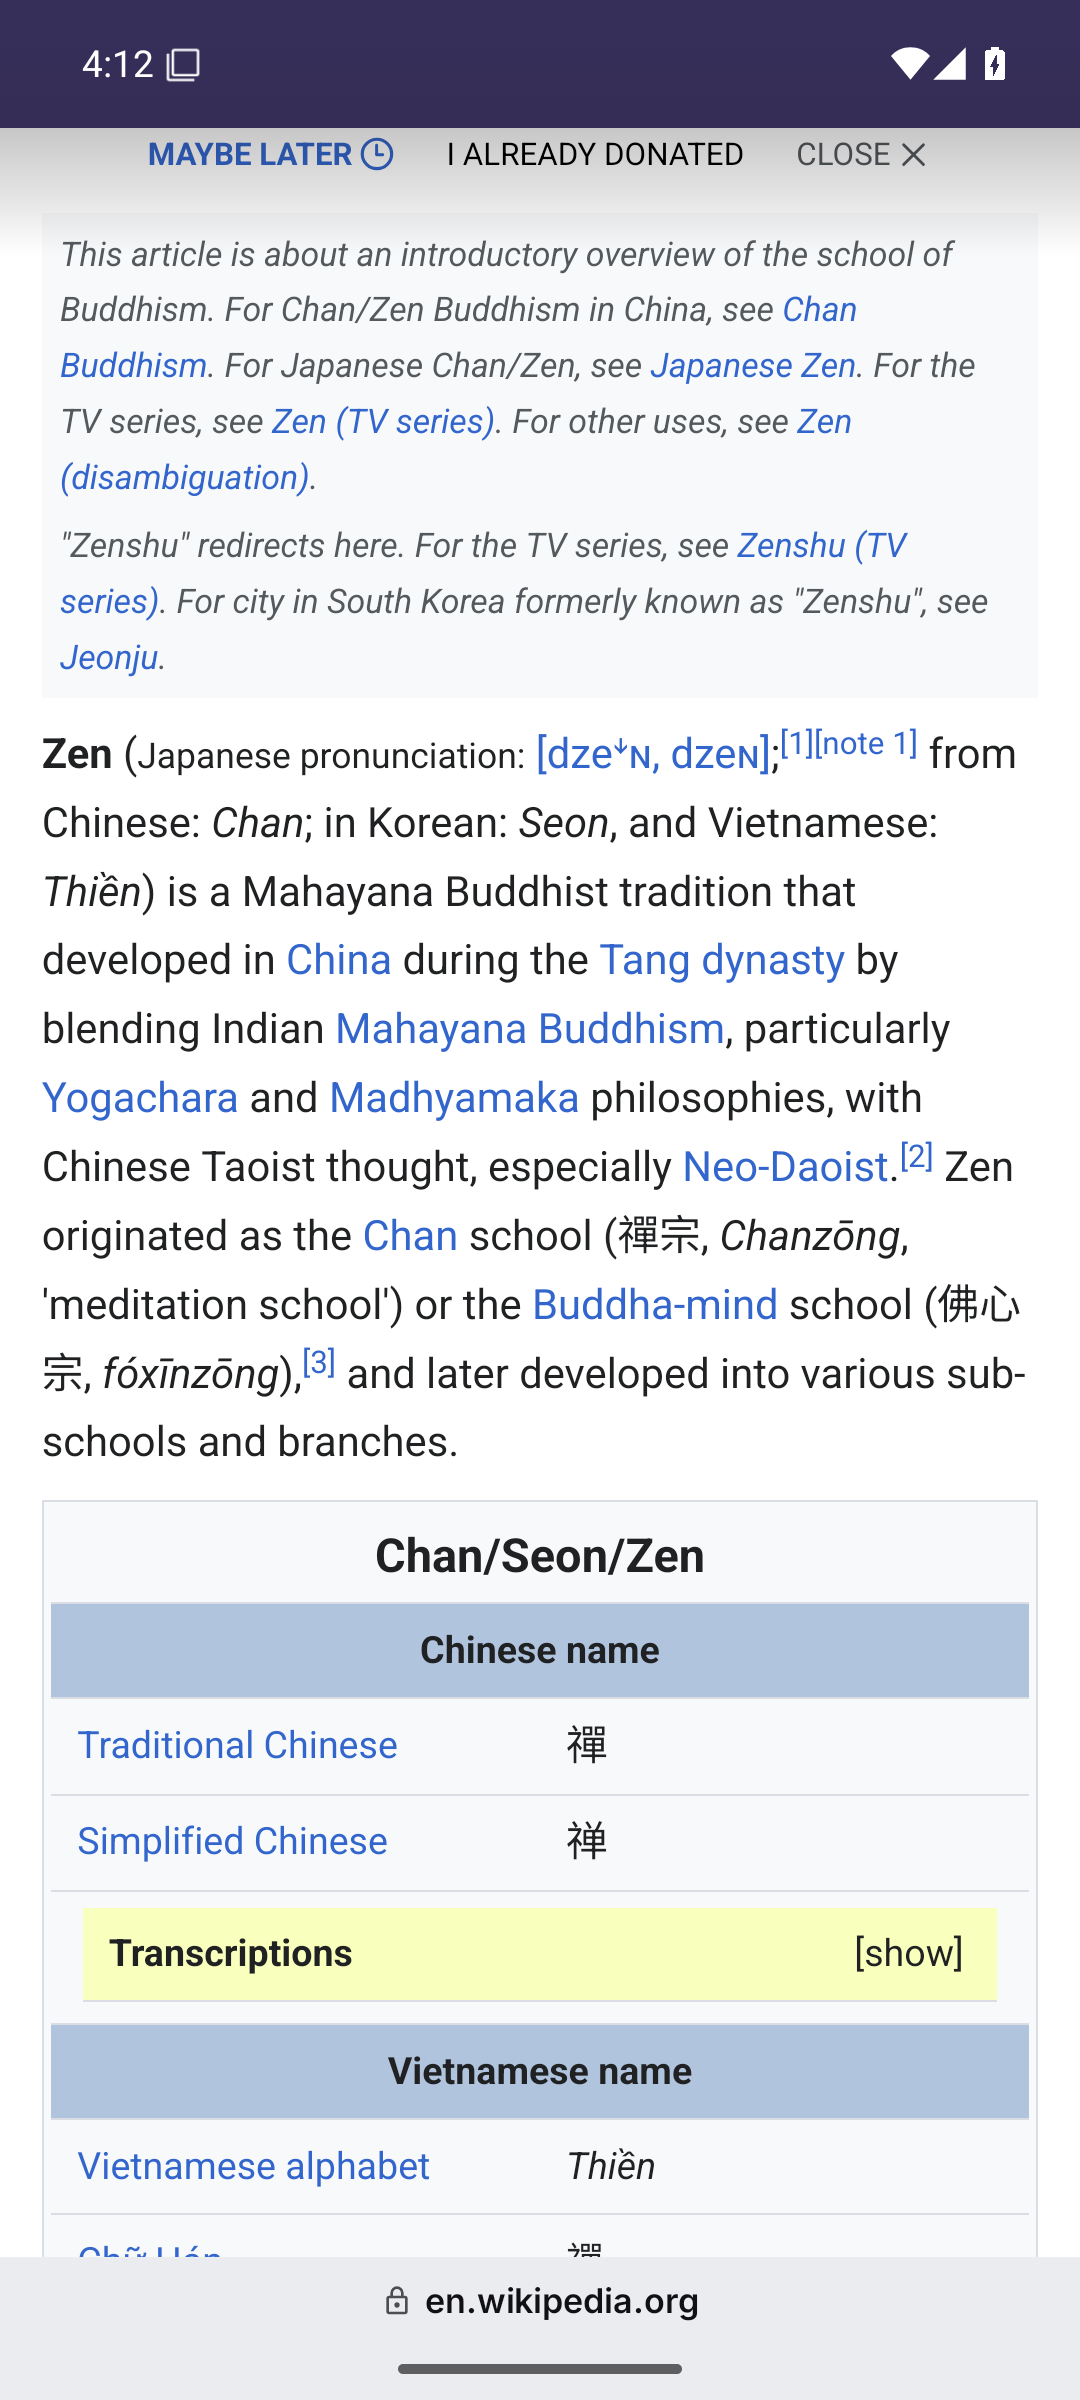 4:12
MAYBE LATER I ALREADY DONATED CLOSE
This article is about an introductory overview of the school of
Buddhism. For Chan/Zen Buddhism in China, see Chan
Buddhism. For Japanese Chan/Zen, see Japanese Zen. For the
TV series, see Zen (TV series). For other uses, see Zen
(disambiguation).
"Zenshu" redirects here. For the TV series, see Zenshu (TV
series). For city in South Korea formerly known as "Zenshu", see
Jeonju.
Zen (Japanese pronunciation: [dzeꜜɴ, dzeɴ];[1][note 1] from
Chinese: Chan; in Korean: Seon, and Vietnamese:
Thiền) is a Mahayana Buddhist tradition that
developed in China during the Tang dynasty by
blending Indian Mahayana Buddhism, particularly
Yogachara and Madhyamaka philosophies, with
Chinese Taoist thought, especially Neo-Daoist.[2] Zen
originated as the Chan school (禪宗, Chanzōng,
'meditation school') or the Buddha-mind school (佛心
宗, fóxīnzōng),[3] and later developed into various sub-
schools and branches.
Chan/Seon/Zen
Chinese name
Traditional Chinese 禪
Simplified Chinese 禅
Transcriptions [show]
Vietnamese name
Vietnamese alphabet Thiền
Chữ Hán 禪
en.wikipedia.org